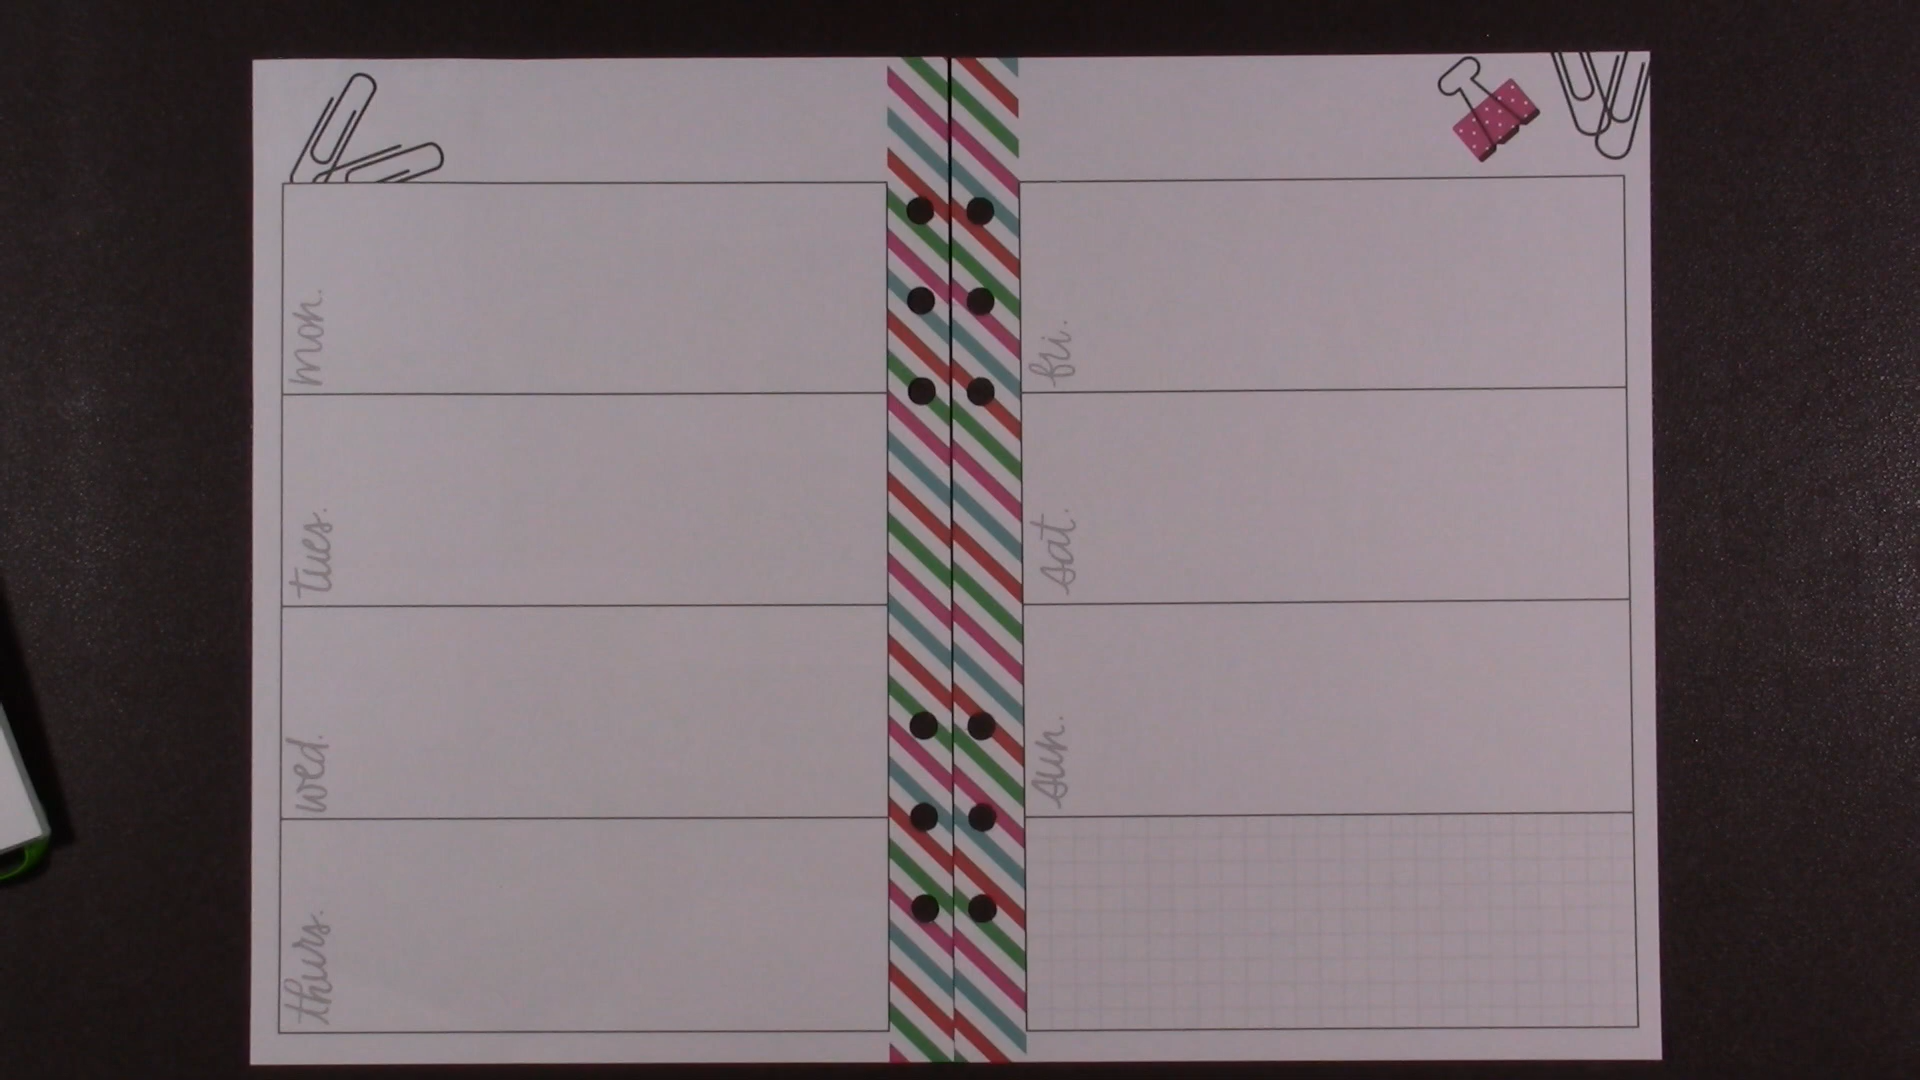 mon.
tues.
wed.
thurs.
fri.
sat.
sun.